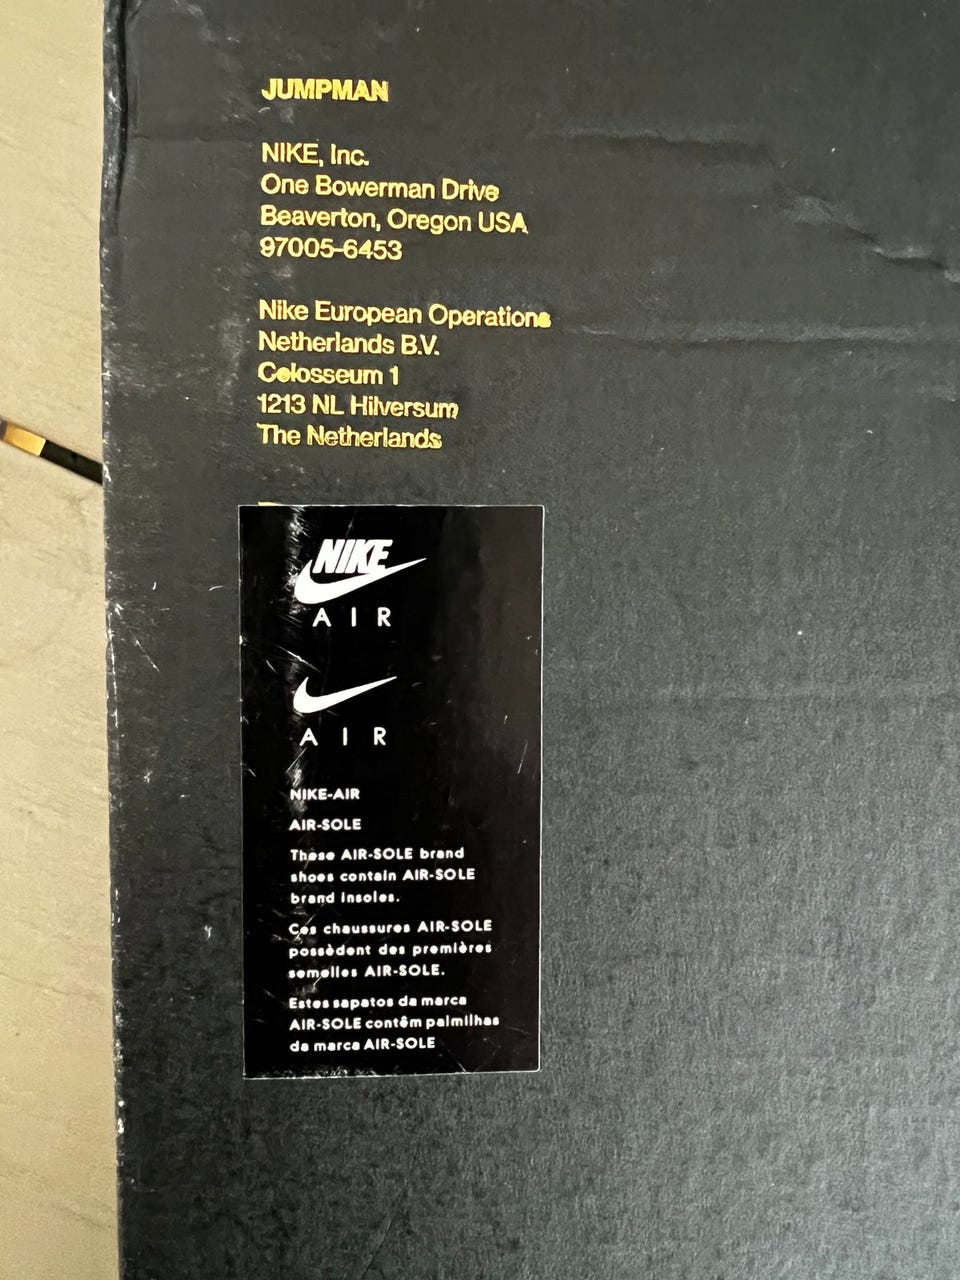 JUMPMAN
NIKE, Inc.
One Bowerman Drive
Beaverton, Oregon USA
97005-6453
Nike European Operations
Netherlands B.V.
Colosseum 1
1213 NL Hilversum
The Netherlands
NIKE
AIR
AIR
NIKE-AIR
AIR-SOLE
These AIR-SOLE brand
shoes contain AIR-SOLE
brand insoles.
Ces chaussures AIR-SOLE
possèdent des premières
semelles AIR-SOLE.
Estes sapatos da marca
AIR-SOLE contêm palmilhas
da marca AIR-SOLE